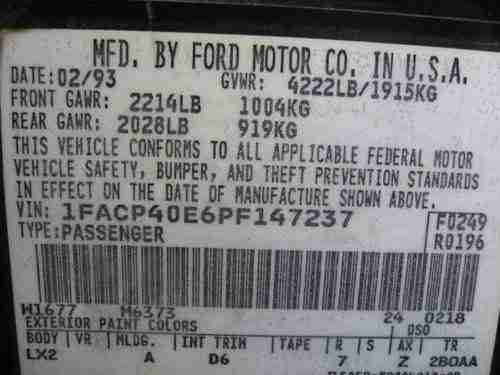 MFD. BY FORD MOTOR CO. IN U.S.A.
DATE: 02/93 GVWR: 4222LB/1915KG
FRONT GAWR: 2214LB 1004KG
REAR GAWR: 2028LB 919KG
THIS VEHICLE CONFORMS TO ALL APPLICABLE FEDERAL MOTOR
VEHICLE SAFETY, BUMPER, AND THEFT PREVENTION STANDARDS
IN EFFECT ON THE DATE OF MANUFACTURE SHOWN ABOVE.
VIN: 1FACP40E6PF147237 F0249
TYPE: PASSENGER R0196
W1677 M6373 24 0218
EXTERIOR PAINT COLORS DSO
BODY VR MLDG. INT TRIM TAPE R S AX TR
LX2 A D6 7 Z 2B0AA